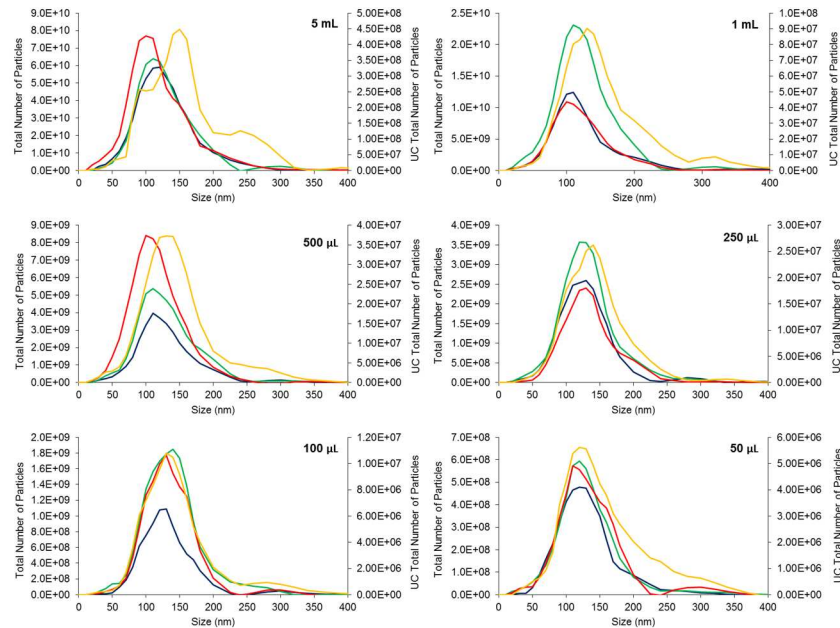 5 mL
9.0E+10
8.0E+10
7.0E+10
6.0E+10
5.0E+10
4.0E+10
3.0E+10
2.0E+10
1.0E+10
0.0E+00
Total Number of Particles
5.00E+08
4.50E+08
4.00E+08
3.50E+08
3.00E+08
2.50E+08
2.00E+08
1.50E+08
1.00E+08
5.00E+07
0.00E+00
UC Total Number of Particles
0 50 100 150 200 250 300 350 400
Size (nm)
1 mL
2.5E+10
2.0E+10
1.5E+10
1.0E+10
5.0E+09
0.0E+00
Total Number of Particles
1.0E+08
9.0E+07
8.0E+07
7.0E+07
6.0E+07
5.0E+07
4.0E+07
3.0E+07
2.0E+07
1.0E+07
0.0E+00
UC Total Number of Particles
0 50 100 150 200 250 300 350 400
Size (nm)
500 µL
9.0E+09
8.0E+09
7.0E+09
6.0E+09
5.0E+09
4.0E+09
3.0E+09
2.0E+09
1.0E+09
0.0E+00
Total Number of Particles
4.00E+07
3.50E+07
3.00E+07
2.50E+07
2.00E+07
1.50E+07
1.00E+07
5.00E+06
0.00E+00
UC Total Number of Particles
0 50 100 150 200 250 300 350 400
Size (nm)
250 µL
4.0E+09
3.5E+09
3.0E+09
2.5E+09
2.0E+09
1.5E+09
1.0E+09
5.0E+08
0.0E+00
Total Number of Particles
3.00E+07
2.50E+07
2.00E+07
1.50E+07
1.00E+07
5.00E+06
0.00E+00
UC Total Number of Particles
0 50 100 150 200 250 300 350 400
Size (nm)
100 µL
2.0E+09
1.8E+09
1.6E+09
1.4E+09
1.2E+09
1.0E+09
8.0E+08
6.0E+08
4.0E+08
2.0E+08
0.0E+00
Total Number of Particles
1.20E+07
1.00E+07
8.00E+06
6.00E+06
4.00E+06
2.00E+06
0.00E+00
UC Total Number of Particles
0 50 100 150 200 250 300 350 400
Size (nm)
50 µL
7.0E+08
6.0E+08
5.0E+08
4.0E+08
3.0E+08
2.0E+08
1.0E+08
0.0E+00
Total Number of Particles
6.00E+06
5.00E+06
4.00E+06
3.00E+06
2.00E+06
1.00E+06
0.00E+00
UC Total Number of Particles
0 50 100 150 200 250 300 350 400
Size (nm)